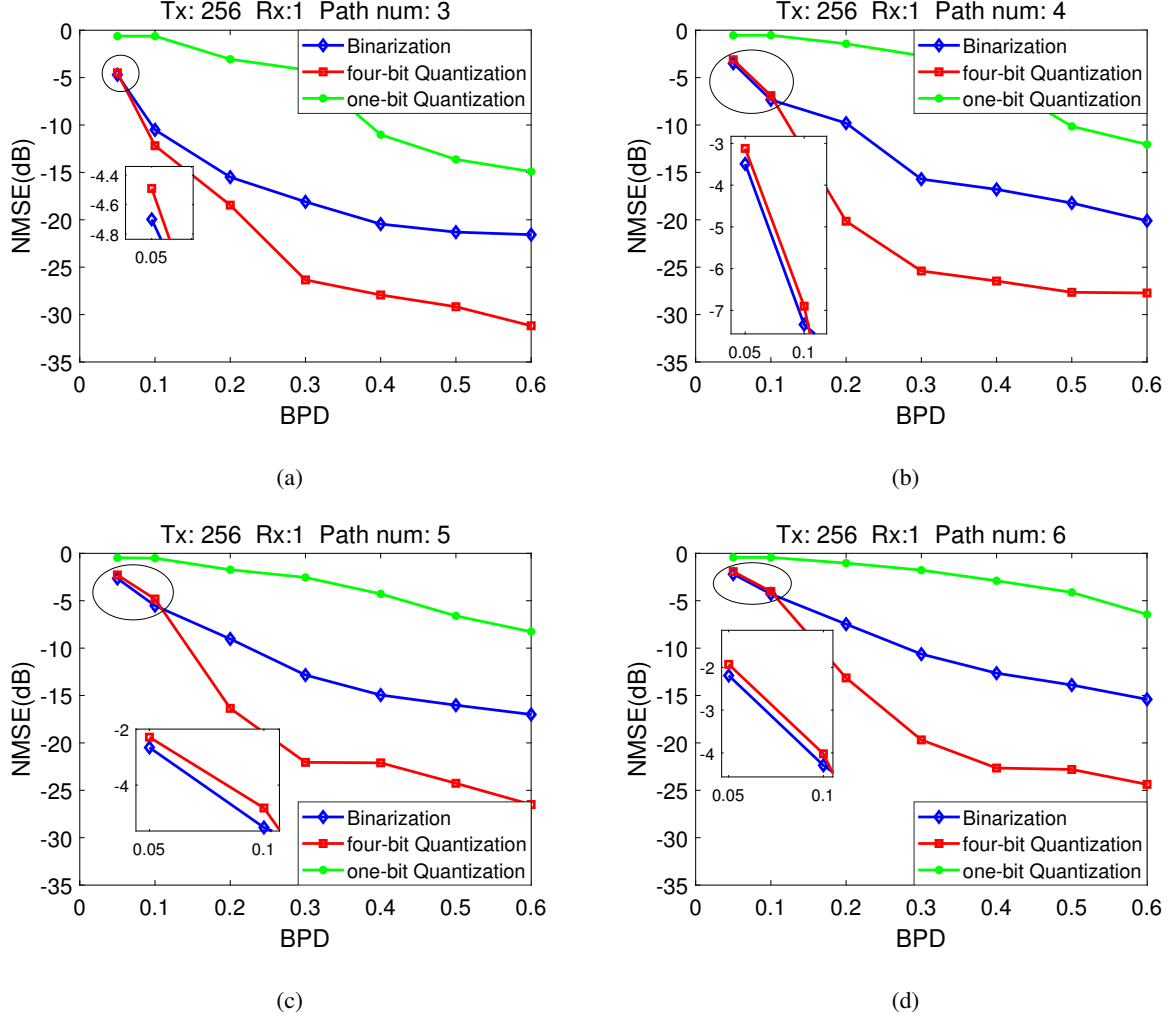 Tx: 256 Rx:1 Path num: 3
0
-5
-10
-15
-20
-25
-30
-35
NMSE(dB)
Binarization
four-bit Quantization
one-bit Quantization
-4.4
-4.6
-4.8
0.05
0 0.1 0.2 0.3 0.4 0.5 0.6
BPD
(a)
Tx: 256 Rx:1 Path num: 4
0
-5
-10
-15
-20
-25
-30
-35
NMSE(dB)
Binarization
four-bit Quantization
one-bit Quantization
-3
-4
-5
-6
-7
0.05 0.1
0 0.1 0.2 0.3 0.4 0.5 0.6
BPD
(b)
Tx: 256 Rx:1 Path num: 5
0
-5
-10
-15
-20
-25
-30
-35
NMSE(dB)
-2
-4
0.05 0.1
Binarization
four-bit Quantization
one-bit Quantization
0 0.1 0.2 0.3 0.4 0.5 0.6
BPD
(c)
Tx: 256 Rx:1 Path num: 6
0
-5
-10
-15
-20
-25
-30
-35
NMSE(dB)
-2
-3
-4
0.05 0.1
Binarization
four-bit Quantization
one-bit Quantization
0 0.1 0.2 0.3 0.4 0.5 0.6
BPD
(d)